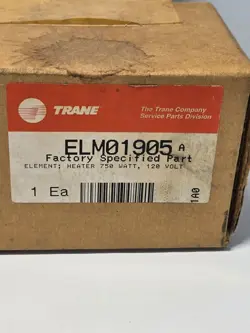 TRANE
The Trane Company
Service Parts Division
ELM01905 A
Factory Specified Part
ELEMENT; HEATER 750 WATT, 120 VOLT
1 Ea
1A0